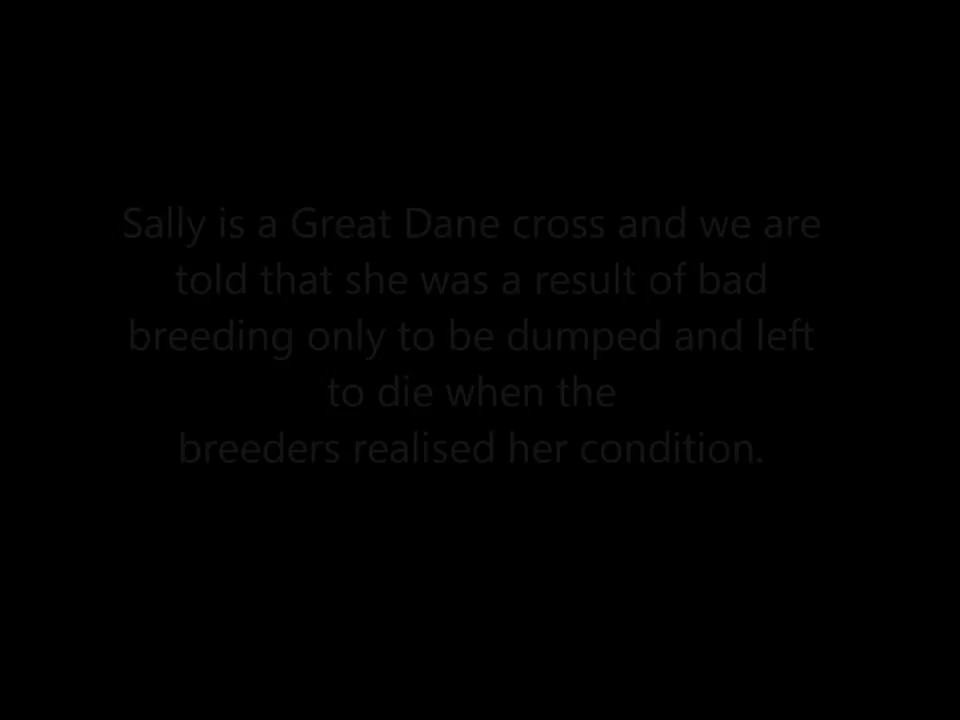 Sally is a Great Dane cross and we are
told that she was a result of bad
breeding only to be dumped and left
to die when the
breeders realised her condition.